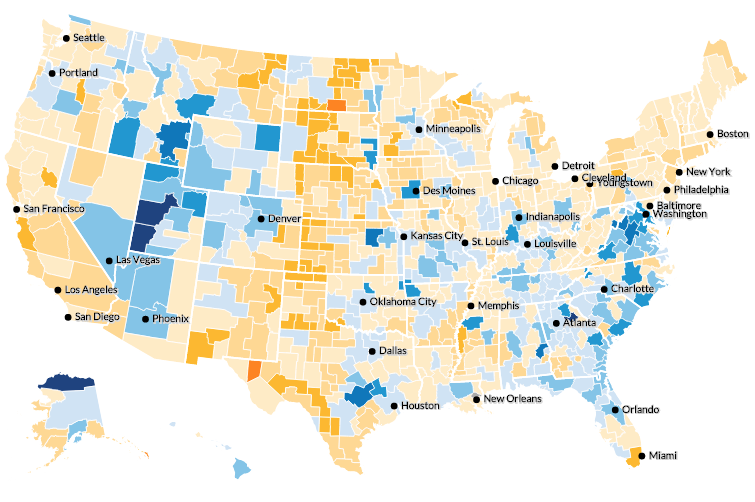 Seattle
Portland
Minneapolis
Boston
Detroit
Cleveland
New York
Chicago
Youngstown
Des Moines
Philadelphia
Baltimore
San Francisco
Washington
Denver
Indianapolis
Kansas City
St. Louis
Louisville
Las Vegas
Los Angeles
Charlotte
Oklahoma City
Memphis
San Diego
Phoenix
Atlanta
Dallas
New Orleans
Houston
Orlando
Miami